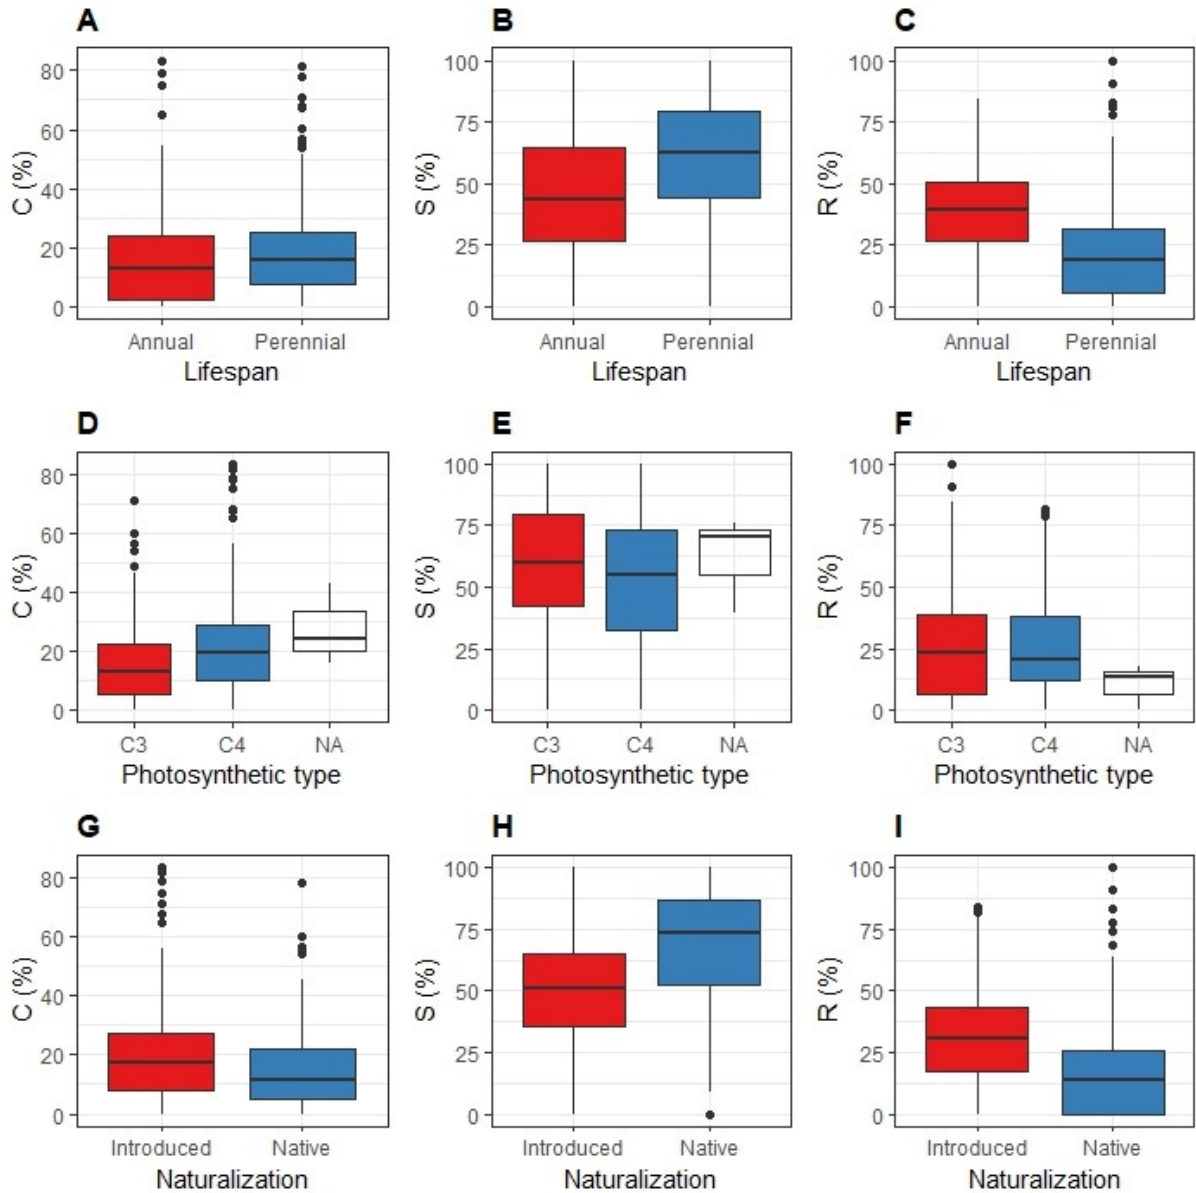 A B C
C (%) 80 60 40 20 0
S (%) 100 75 50 25 0
R (%) 100 75 50 25 0
Annual Perennial Annual Perennial Annual Perennial
Lifespan Lifespan Lifespan
D E F
C (%) 80 60 40 20 0
S (%) 100 75 50 25 0
R (%) 100 75 50 25 0
C3 C4 NA C3 C4 NA C3 C4 NA
Photosynthetic type Photosynthetic type Photosynthetic type
G H I
C (%) 80 60 40 20 0
S (%) 100 75 50 25 0
R (%) 100 75 50 25 0
Introduced Native Introduced Native Introduced Native
Naturalization Naturalization Naturalization